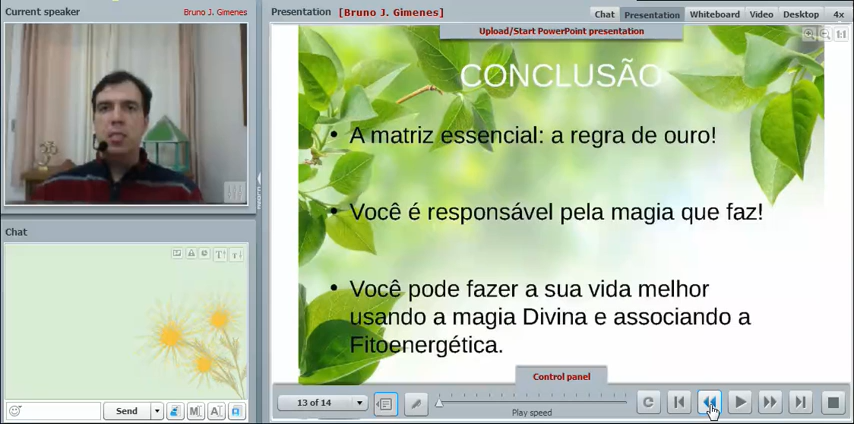 Current speaker
Bruno J. Gimenes
Presentation [Bruno J. Gimenes]
Chat
Presentation
Whiteboard
Video
Desktop
4x
Upload/Start PowerPoint presentation
1:1
CONCLUSÃO
• A matriz essencial: a regra de ouro!
• Você é responsável pela magia que faz!
• Você pode fazer a sua vida melhor
usando a magia Divina e associando a
Fitoenergética.
Chat
Send
Control panel
13 of 14
Play speed